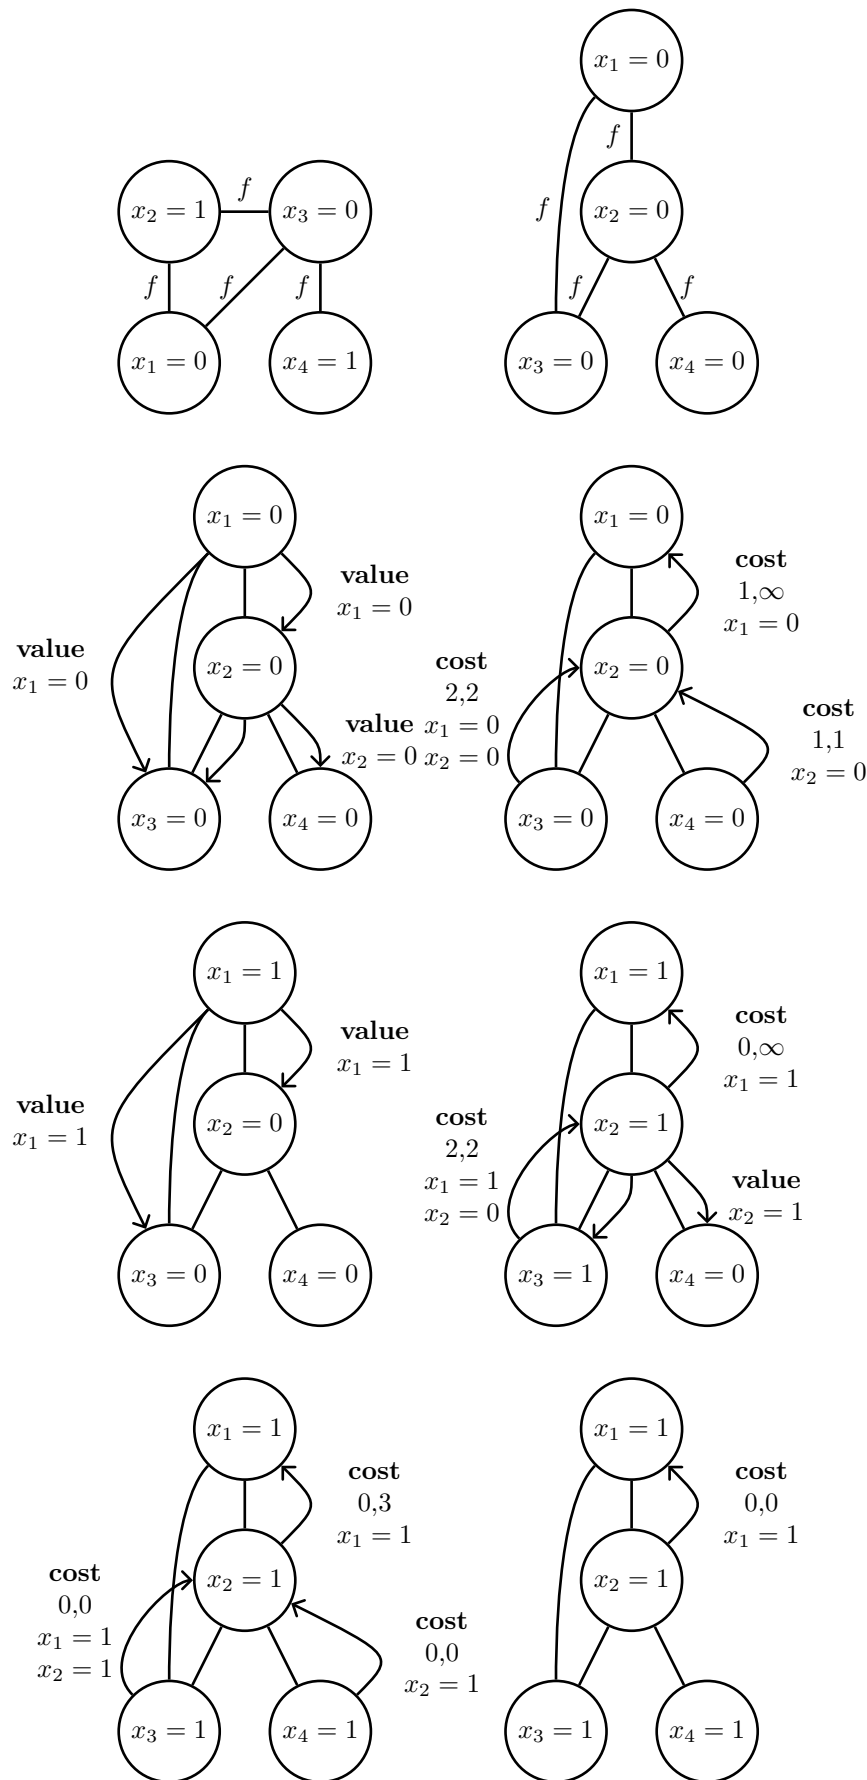 x₁ = 0
f
x₂ = 1
f
x₃ = 0
f
x₂ = 0
f
f
f
f
f
x₁ = 0
x₄ = 1
x₃ = 0
x₄ = 0
x₁ = 0
value
x₁ = 0
value
x₁ = 0
x₂ = 0
value
x₂ = 0
x₃ = 0
x₄ = 0
x₁ = 0
cost
1,∞
x₁ = 0
x₂ = 0
cost
2,2
x₁ = 0
x₂ = 0
cost
1,1
x₂ = 0
x₃ = 0
x₄ = 0
x₁ = 1
value
x₁ = 1
value
x₁ = 1
x₂ = 0
x₃ = 0
x₄ = 0
x₁ = 1
cost
0,∞
x₁ = 1
x₂ = 1
cost
2,2
x₁ = 1
x₂ = 0
value
x₂ = 1
x₃ = 1
x₄ = 0
x₁ = 1
cost
0,3
x₁ = 1
x₂ = 1
cost
0,0
x₁ = 1
x₂ = 1
cost
0,0
x₂ = 1
x₃ = 1
x₄ = 1
x₁ = 1
cost
0,0
x₁ = 1
x₂ = 1
x₃ = 1
x₄ = 1